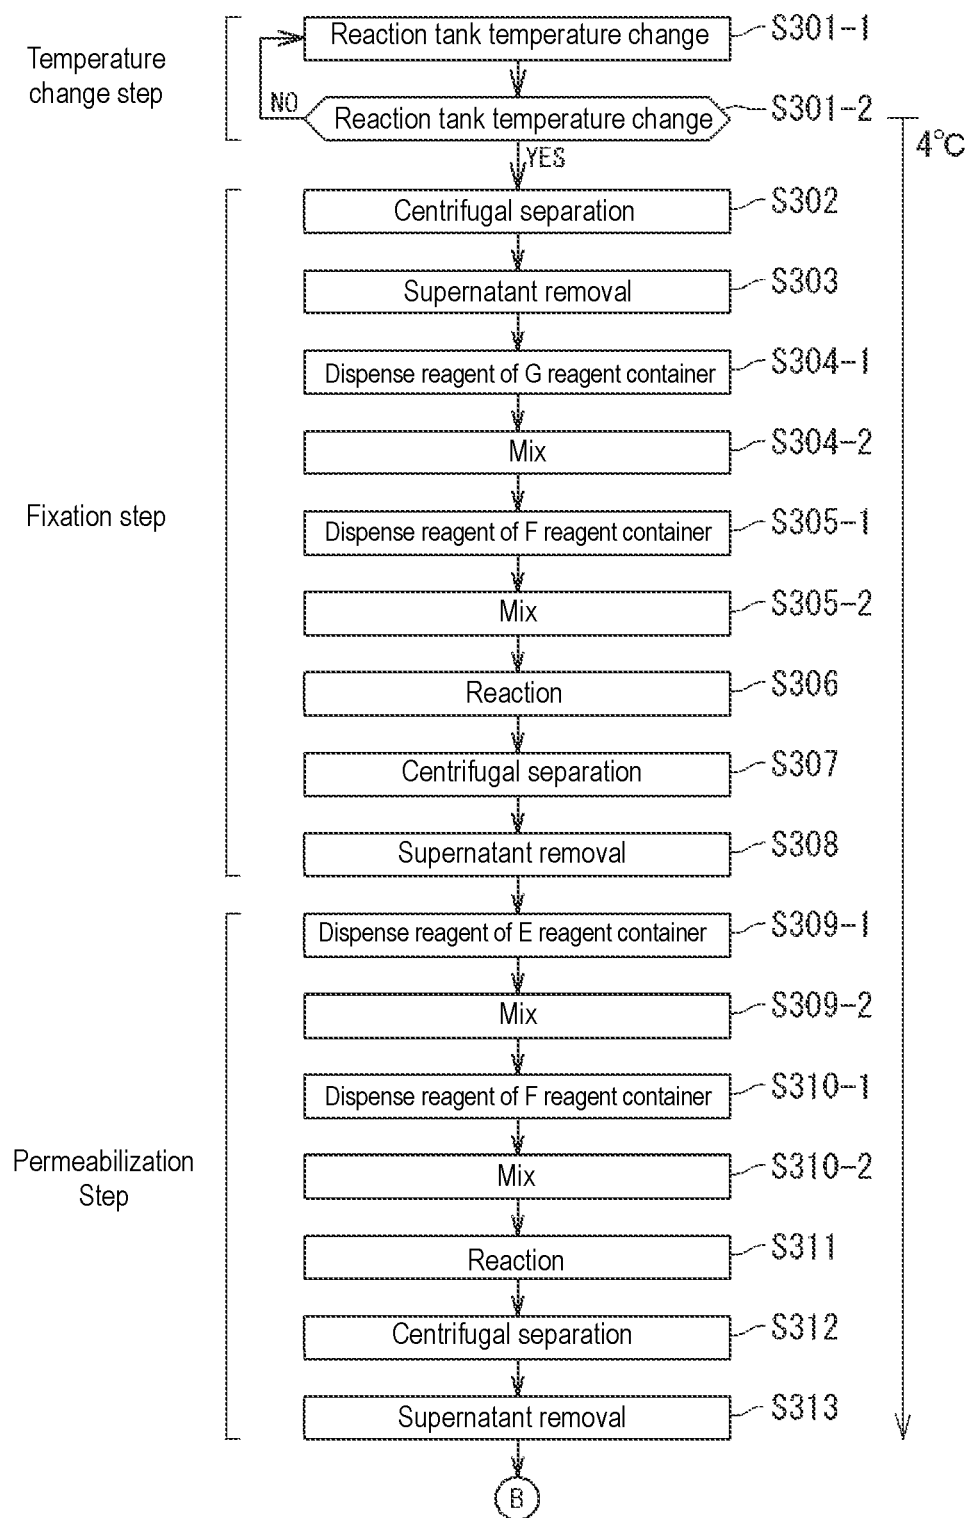 Reaction tank temperature change
S301-1
Temperature
change step
NO
Reaction tank temperature change
S301-2
4°C
YES
Centrifugal separation
S302
Supernatant removal
S303
Dispense reagent of G reagent container
S304-1
Mix
S304-2
Fixation step
Dispense reagent of F reagent container
S305-1
Mix
S305-2
Reaction
S306
Centrifugal separation
S307
Supernatant removal
S308
Dispense reagent of E reagent container
S309-1
Mix
S309-2
Dispense reagent of F reagent container
S310-1
Permeabilization
Step
Mix
S310-2
Reaction
S311
Centrifugal separation
S312
Supernatant removal
S313
B